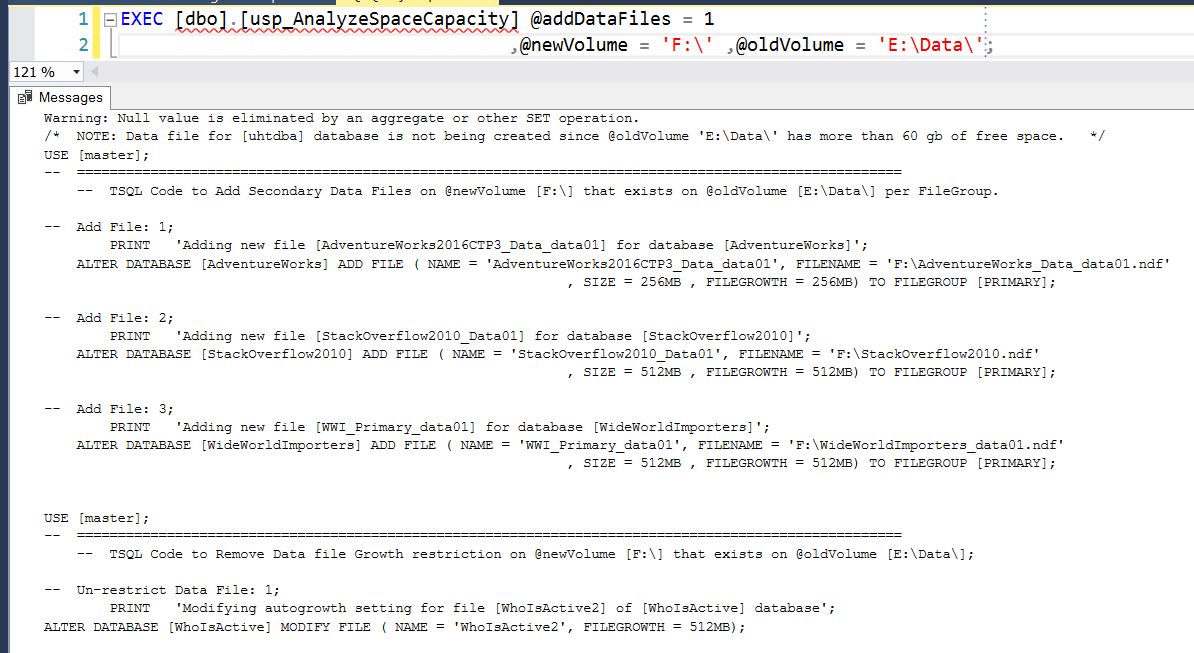 1 EXEC [dbo].[usp_AnalyzeSpaceCapacity] @addDataFiles = 1
2 ,@newVolume = 'F:\' ,@oldVolume = 'E:\Data\';
121 %
Messages
Warning: Null value is eliminated by an aggregate or other SET operation.
/*  NOTE: Data file for [uhtdba] database is not being created since @oldVolume 'E:\Data\' has more than 60 gb of free space.   */
USE [master];
--  =====================================================================================================
--  TSQL Code to Add Secondary Data Files on @newVolume [F:\] that exists on @oldVolume [E:\Data\] per FileGroup.
--  Add File: 1;
PRINT   'Adding new file [AdventureWorks2016CTP3_Data_data01] for database [AdventureWorks]';
ALTER DATABASE [AdventureWorks] ADD FILE ( NAME = 'AdventureWorks2016CTP3_Data_data01', FILENAME = 'F:\AdventureWorks_Data_data01.ndf'
, SIZE = 256MB , FILEGROWTH = 256MB) TO FILEGROUP [PRIMARY];
--  Add File: 2;
PRINT   'Adding new file [StackOverflow2010_Data01] for database [StackOverflow2010]';
ALTER DATABASE [StackOverflow2010] ADD FILE ( NAME = 'StackOverflow2010_Data01', FILENAME = 'F:\StackOverflow2010.ndf'
, SIZE = 512MB , FILEGROWTH = 512MB) TO FILEGROUP [PRIMARY];
--  Add File: 3;
PRINT   'Adding new file [WWI_Primary_data01] for database [WideWorldImporters]';
ALTER DATABASE [WideWorldImporters] ADD FILE ( NAME = 'WWI_Primary_data01', FILENAME = 'F:\WideWorldImporters_data01.ndf'
, SIZE = 512MB , FILEGROWTH = 512MB) TO FILEGROUP [PRIMARY];
USE [master];
--  =====================================================================================================
--  TSQL Code to Remove Data file Growth restriction on @newVolume [F:\] that exists on @oldVolume [E:\Data\];
--  Un-restrict Data File: 1;
PRINT   'Modifying autogrowth setting for file [WhoIsActive2] of [WhoIsActive] database';
ALTER DATABASE [WhoIsActive] MODIFY FILE ( NAME = 'WhoIsActive2', FILEGROWTH = 512MB);